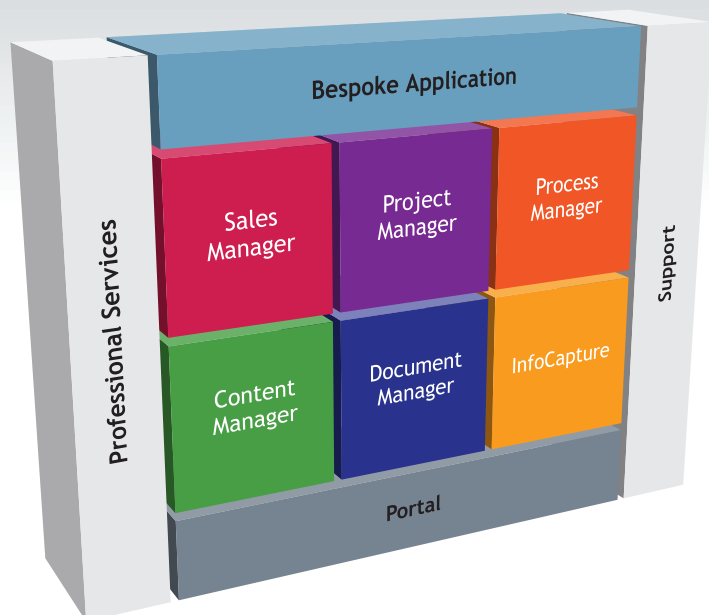 Bespoke Application
Professional Services
Sales
Manager
Project
Manager
Process
Manager
Support
Content
Manager
Document
Manager
InfoCapture
Portal